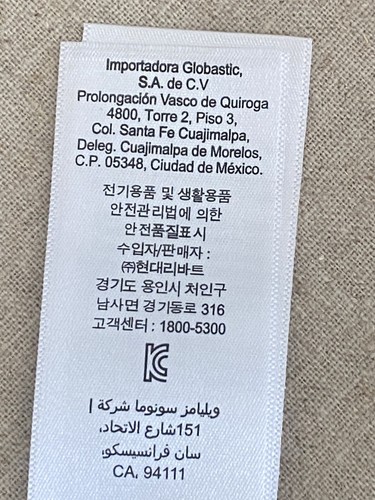 Importadora Globastic,
S.A. de C.V
Prolongación Vasco de Quiroga
4800, Torre 2, Piso 3,
Col. Santa Fe Cuajimalpa,
Deleg. Cuajimalpa de Morelos,
C.P. 05348, Ciudad de México.
전기용품 및 생활용품
안전관리법에 의한
안전품질표시
수입자/판매자 :
㈜현대리바트
경기도 용인시 처인구
남사면 경기동로 316
고객센터 : 1800-5300
KC
ويليامز سونوما شركة |
151شارع الاتحاد،
سان فرانسيسكو،
CA, 94111